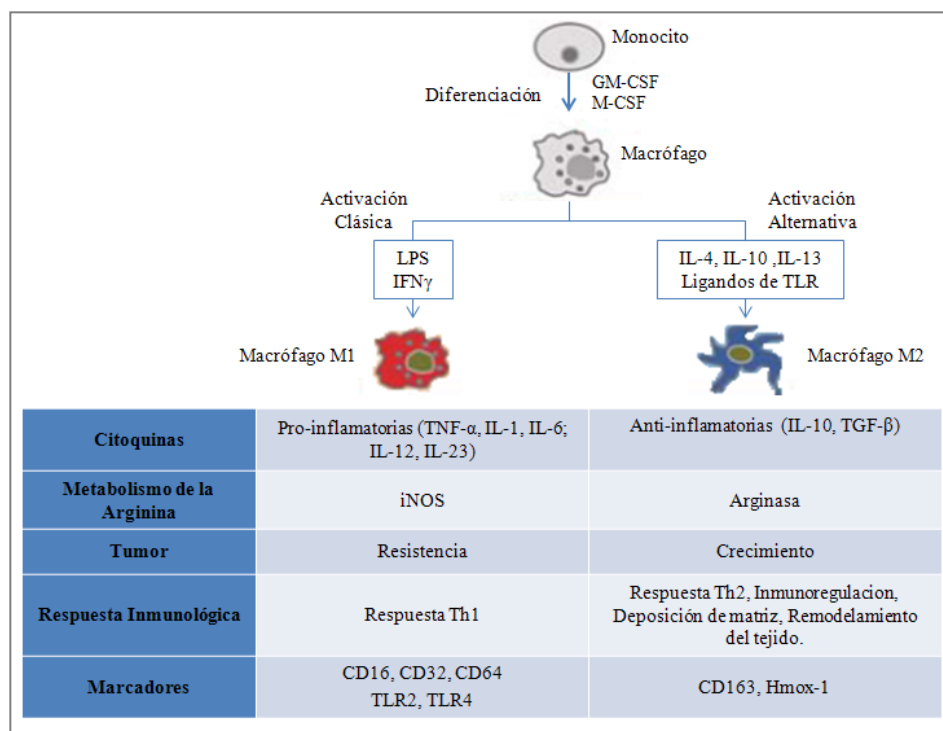 Monocito
Diferenciación
GM-CSF
M-CSF
Macrófago
Activación
Clásica
Activación
Alternativa
LPS
IFNγ
IL-4, IL-10 ,IL-13
Ligandos de TLR
Macrófago M1
Macrófago M2
Citoquinas
Pro-inflamatorias (TNF-α, IL-1, IL-6;
IL-12, IL-23)
Anti-inflamatorias (IL-10, TGF-β)
Metabolismo de la
Arginina
iNOS
Arginasa
Tumor
Resistencia
Crecimiento
Respuesta Inmunológica
Respuesta Th1
Respuesta Th2, Inmunoregulacion,
Deposición de matriz, Remodelamiento
del tejido.
Marcadores
CD16, CD32, CD64
TLR2, TLR4
CD163, Hmox-1